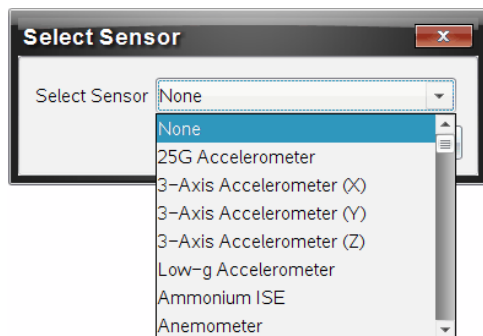 Select Sensor
x
Select Sensor None
None
25G Accelerometer
3-Axis Accelerometer (X)
3-Axis Accelerometer (Y)
3-Axis Accelerometer (Z)
Low-g Accelerometer
Ammonium ISE
Anemometer